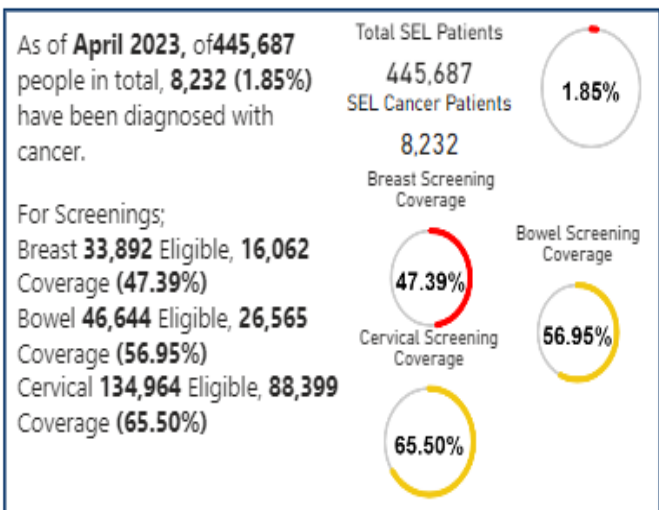 As of April 2023, of445,687
people in total, 8,232 (1.85%)
have been diagnosed with
cancer.
For Screenings;
Breast 33,892 Eligible, 16,062
Coverage (47.39%)
Bowel 46,644 Eligible, 26,565
Coverage (56.95%)
Cervical 134,964 Eligible, 88,399
Coverage (65.50%)
Total SEL Patients
445,687
SEL Cancer Patients
8,232
1.85%
Breast Screening
Coverage
47.39%
Bowel Screening
Coverage
56.95%
Cervical Screening
Coverage
65.50%